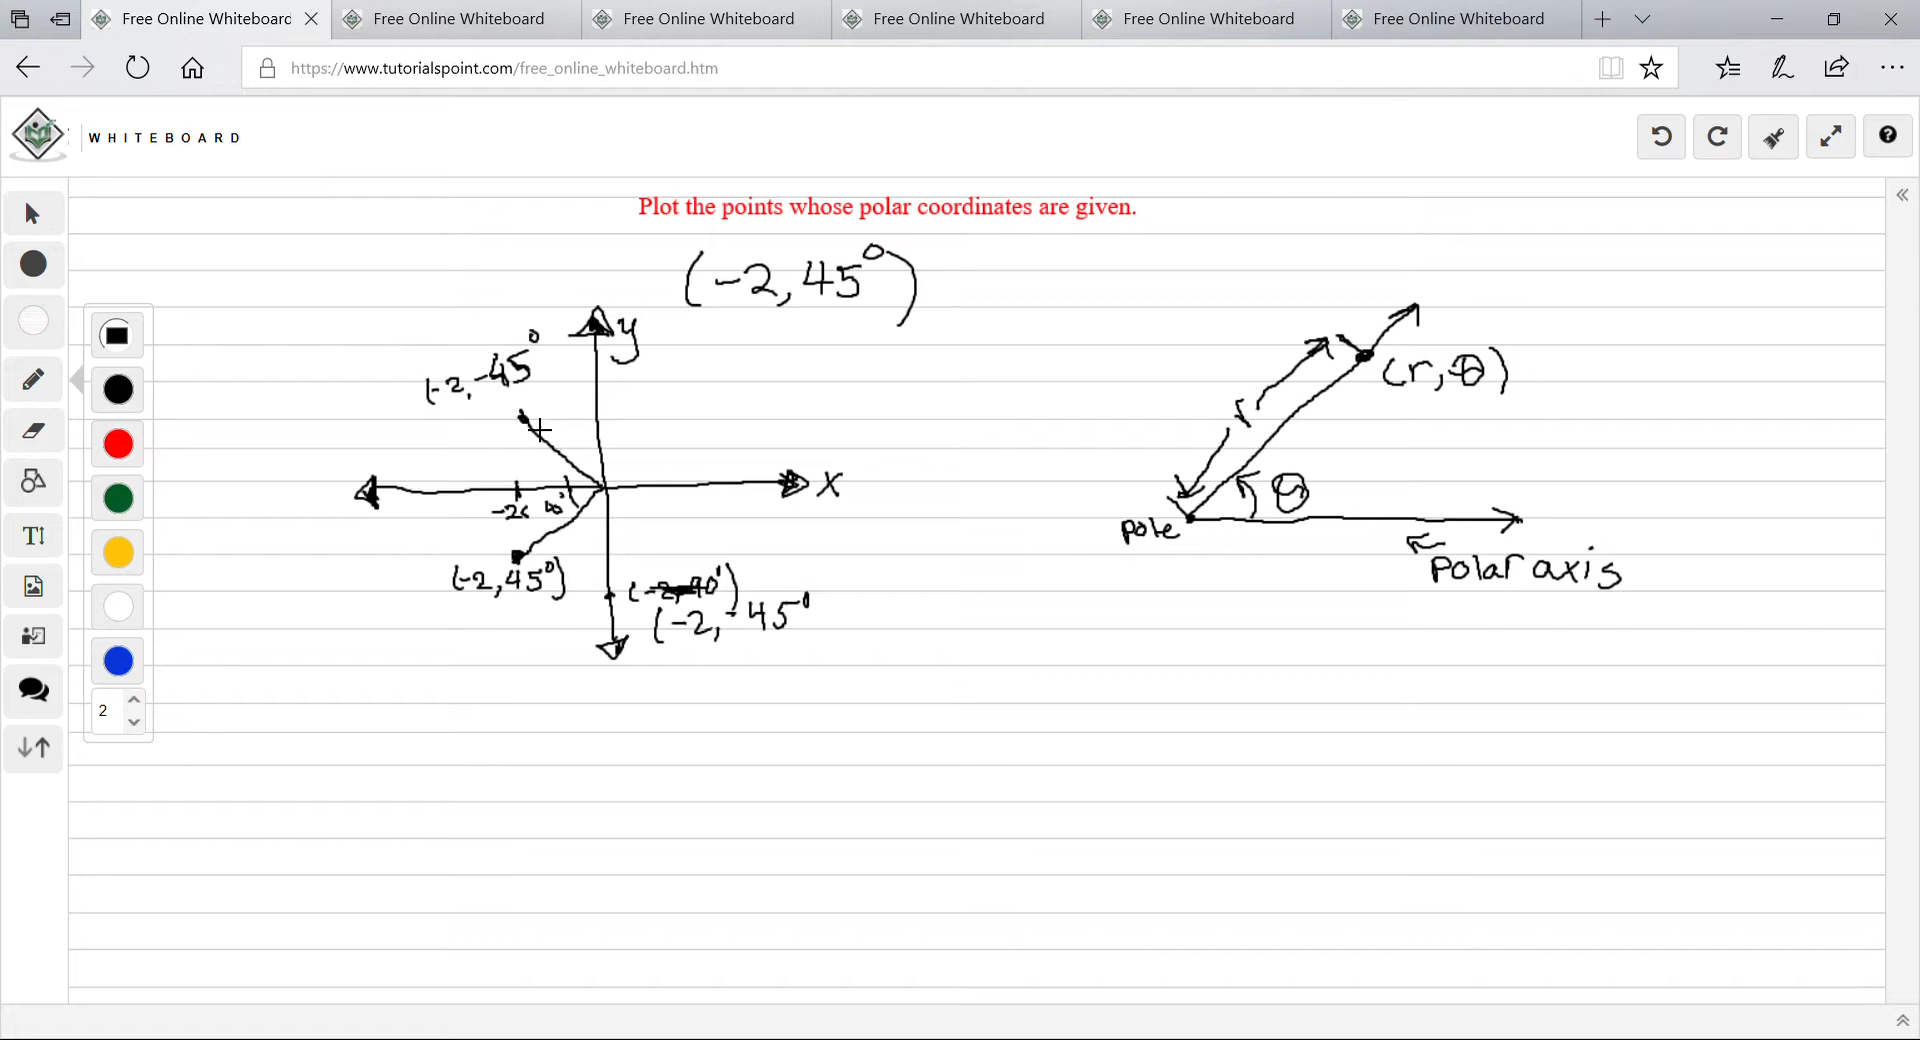 Free Online Whiteboard
Free Online Whiteboard
Free Online Whiteboard
Free Online Whiteboard
Free Online Whiteboard
Free Online Whiteboard
https://www.tutorialspoint.com/free_online_whiteboard.htm
WHITEBOARD
Plot the points whose polar coordinates are given.
(-2, 45°)
y
(-2, -45°
x
-2
(-2, 45°)
(-2, -45°
(r, θ)
r
θ
pole
Polar axis
2